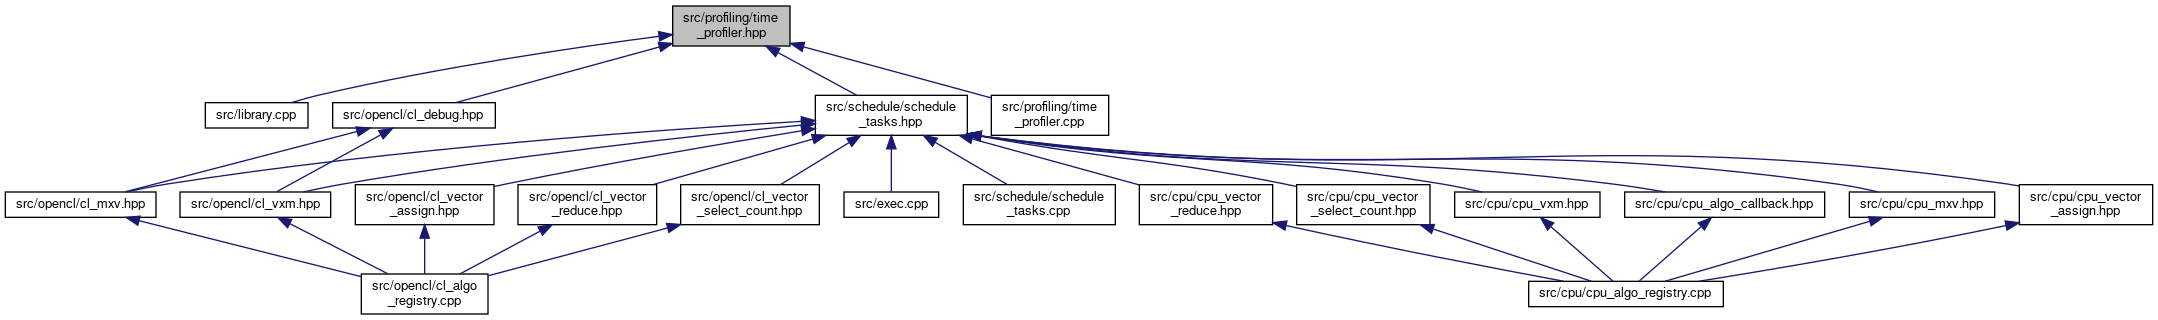 src/profiling/time
_profiler.hpp
src/library.cpp
src/opencl/cl_debug.hpp
src/schedule/schedule
_tasks.hpp
src/profiling/time
_profiler.cpp
src/opencl/cl_mxv.hpp
src/opencl/cl_vxm.hpp
src/opencl/cl_vector
_assign.hpp
src/opencl/cl_vector
_reduce.hpp
src/opencl/cl_vector
_select_count.hpp
src/exec.cpp
src/schedule/schedule
_tasks.cpp
src/cpu/cpu_vector
_reduce.hpp
src/cpu/cpu_vector
_select_count.hpp
src/cpu/cpu_vxm.hpp
src/cpu/cpu_algo_callback.hpp
src/cpu/cpu_mxv.hpp
src/cpu/cpu_vector
_assign.hpp
src/opencl/cl_algo
_registry.cpp
src/cpu/cpu_algo_registry.cpp